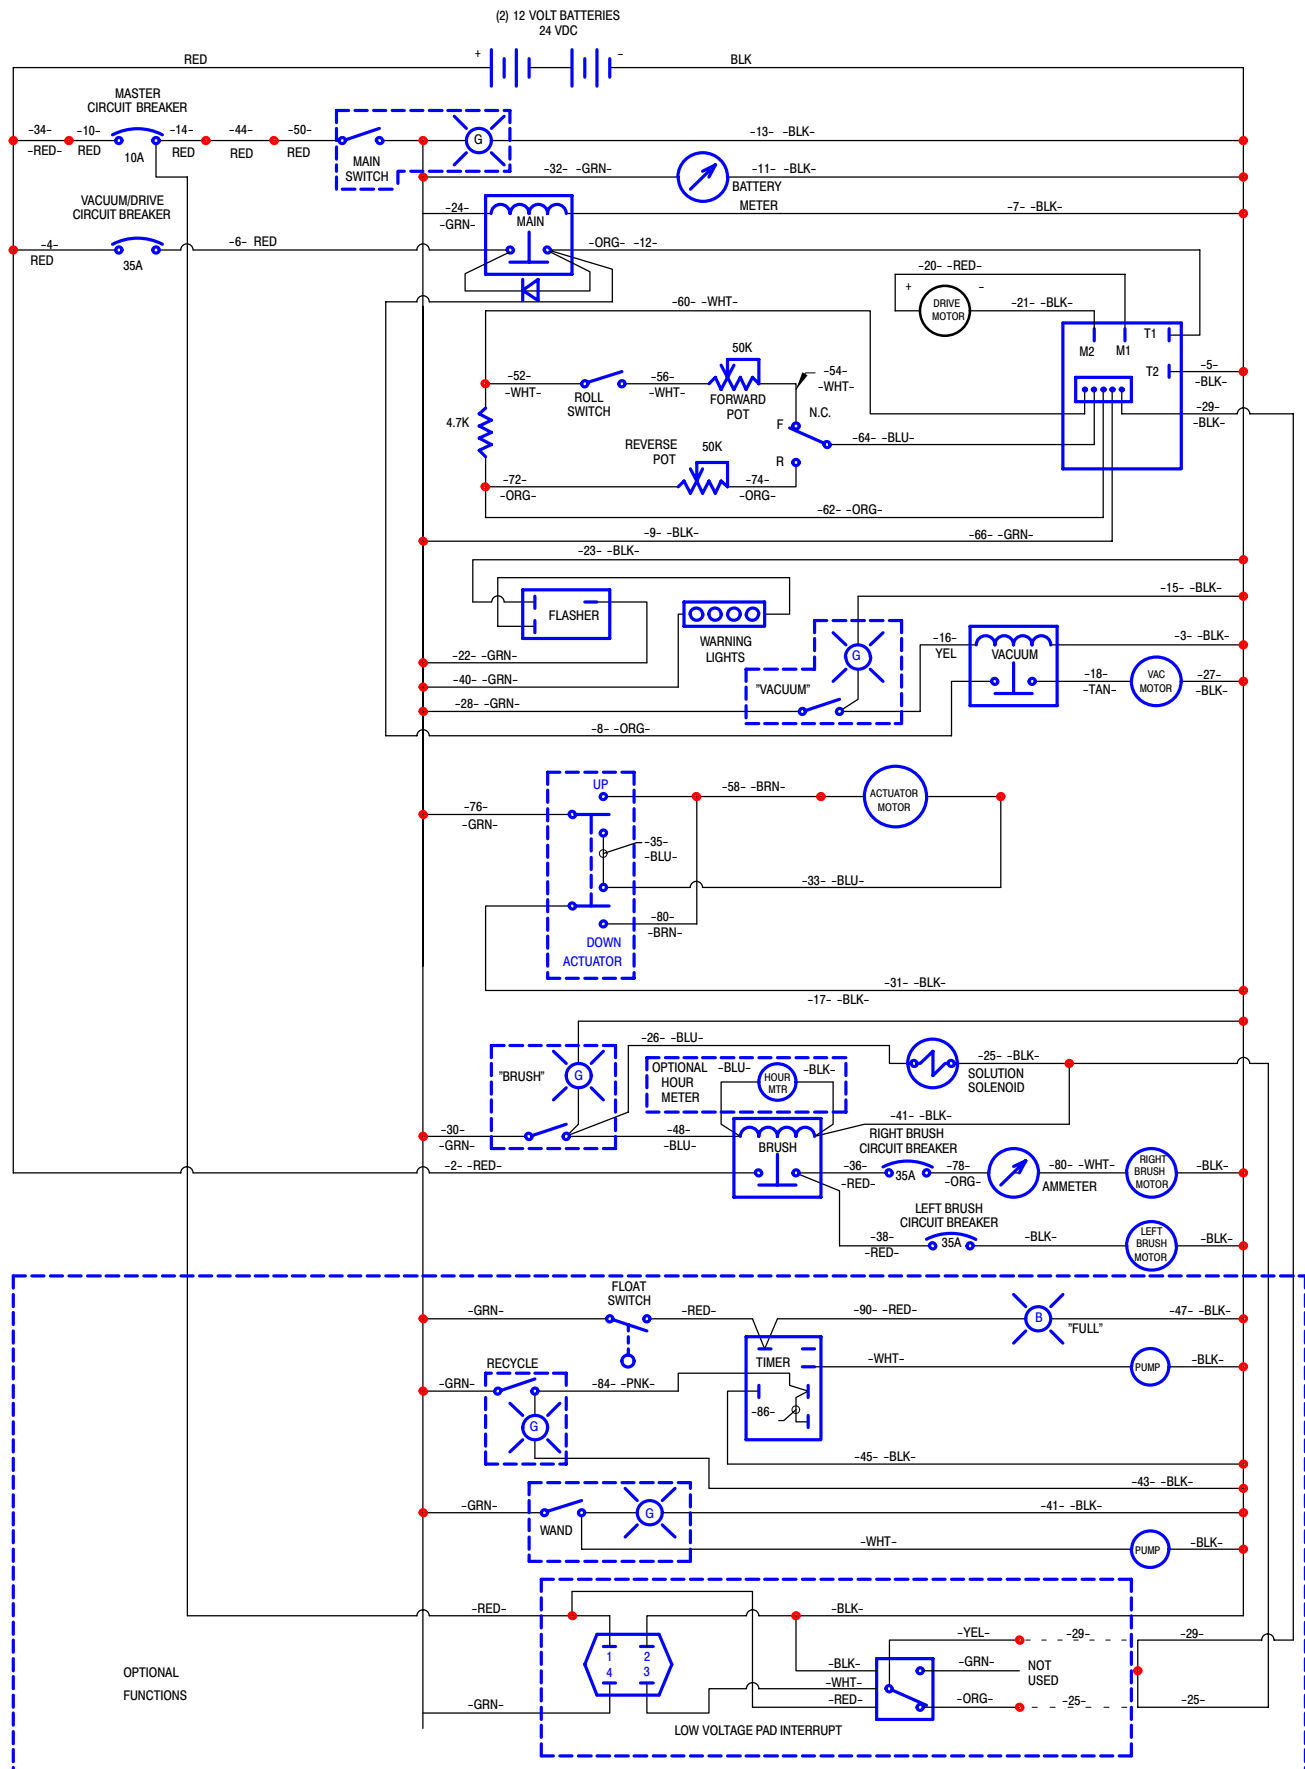 (2) 12 VOLT BATTERIES
24 VDC
+
–
RED
BLK
MASTER
CIRCUIT BREAKER
–34–
–RED–
–10–
RED
10A
–14–
RED
–44–
RED
–50–
RED
MAIN
SWITCH
G
–13– –BLK–
–32– –GRN–
–11– –BLK–
BATTERY
METER
VACUUM/DRIVE
CIRCUIT BREAKER
–24–
–GRN–
MAIN
–7– –BLK–
–4–
RED
35A
–6– RED
–ORG– –12–
–20– –RED–
+
–
DRIVE
MOTOR
–21– –BLK–
–60– –WHT–
M2
M1
T1
T2
–5–
–BLK–
–29–
–BLK–
–52–
–WHT–
ROLL
SWITCH
–56–
–WHT–
50K
FORWARD
POT
–54–
–WHT–
N.C.
F
4.7K
–64– –BLU–
REVERSE
POT
50K
R
–72–
–ORG–
–74–
–ORG–
–62– –ORG–
–9– –BLK–
–66– –GRN–
–23– –BLK–
FLASHER
WARNING
LIGHTS
–15– –BLK–
G
–16–
YEL
VACUUM
–3– –BLK–
–22– –GRN–
–40– –GRN–
–28– –GRN–
"VACUUM"
–18–
–TAN–
VAC
MOTOR
–27–
–BLK–
–8– –ORG–
UP
–58– –BRN–
ACTUATOR
MOTOR
–76–
–GRN–
–35–
–BLU–
–33– –BLU–
–80–
–BRN–
DOWN
ACTUATOR
–31– –BLK–
–17– –BLK–
–26– –BLU–
"BRUSH"
G
OPTIONAL
HOUR
METER
–BLU–
HOUR
MTR
–BLK–
–25– –BLK–
SOLUTION
SOLENOID
–41– –BLK–
–30–
–GRN–
–48–
–BLU–
BRUSH
RIGHT BRUSH
CIRCUIT BREAKER
–2– –RED–
–36–
–RED–
35A
–78–
–ORG–
AMMETER
–80– –WHT–
RIGHT
BRUSH
MOTOR
–BLK–
LEFT BRUSH
CIRCUIT BREAKER
–38–
–RED–
35A
–BLK–
LEFT
BRUSH
MOTOR
–BLK–
FLOAT
SWITCH
–GRN–
–RED–
–90– –RED–
B
"FULL"
–47– –BLK–
TIMER
–WHT–
PUMP
–BLK–
RECYCLE
–GRN–
–84– –PNK–
G
–86–
–45– –BLK–
–43– –BLK–
–GRN–
WAND
G
–41– –BLK–
–WHT–
PUMP
–BLK–
–RED–
–BLK–
1
2
4
3
–YEL–
–29–
–29–
–BLK–
–GRN–
NOT
USED
–WHT–
–RED–
–ORG–
–25–
–25–
–GRN–
OPTIONAL
FUNCTIONS
LOW VOLTAGE PAD INTERRUPT